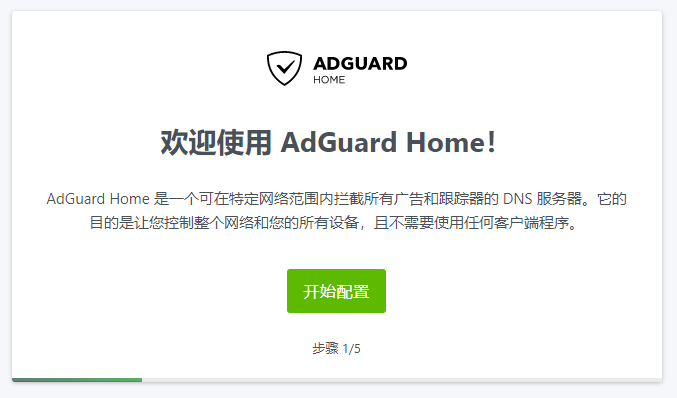 ADGUARD
HOME
欢迎使用 AdGuard Home！
AdGuard Home 是一个可在特定网络范围内拦截所有广告和跟踪器的 DNS 服务器。它的
目的是让您控制整个网络和您的所有设备，且不需要使用任何客户端程序。
开始配置
步骤 1/5